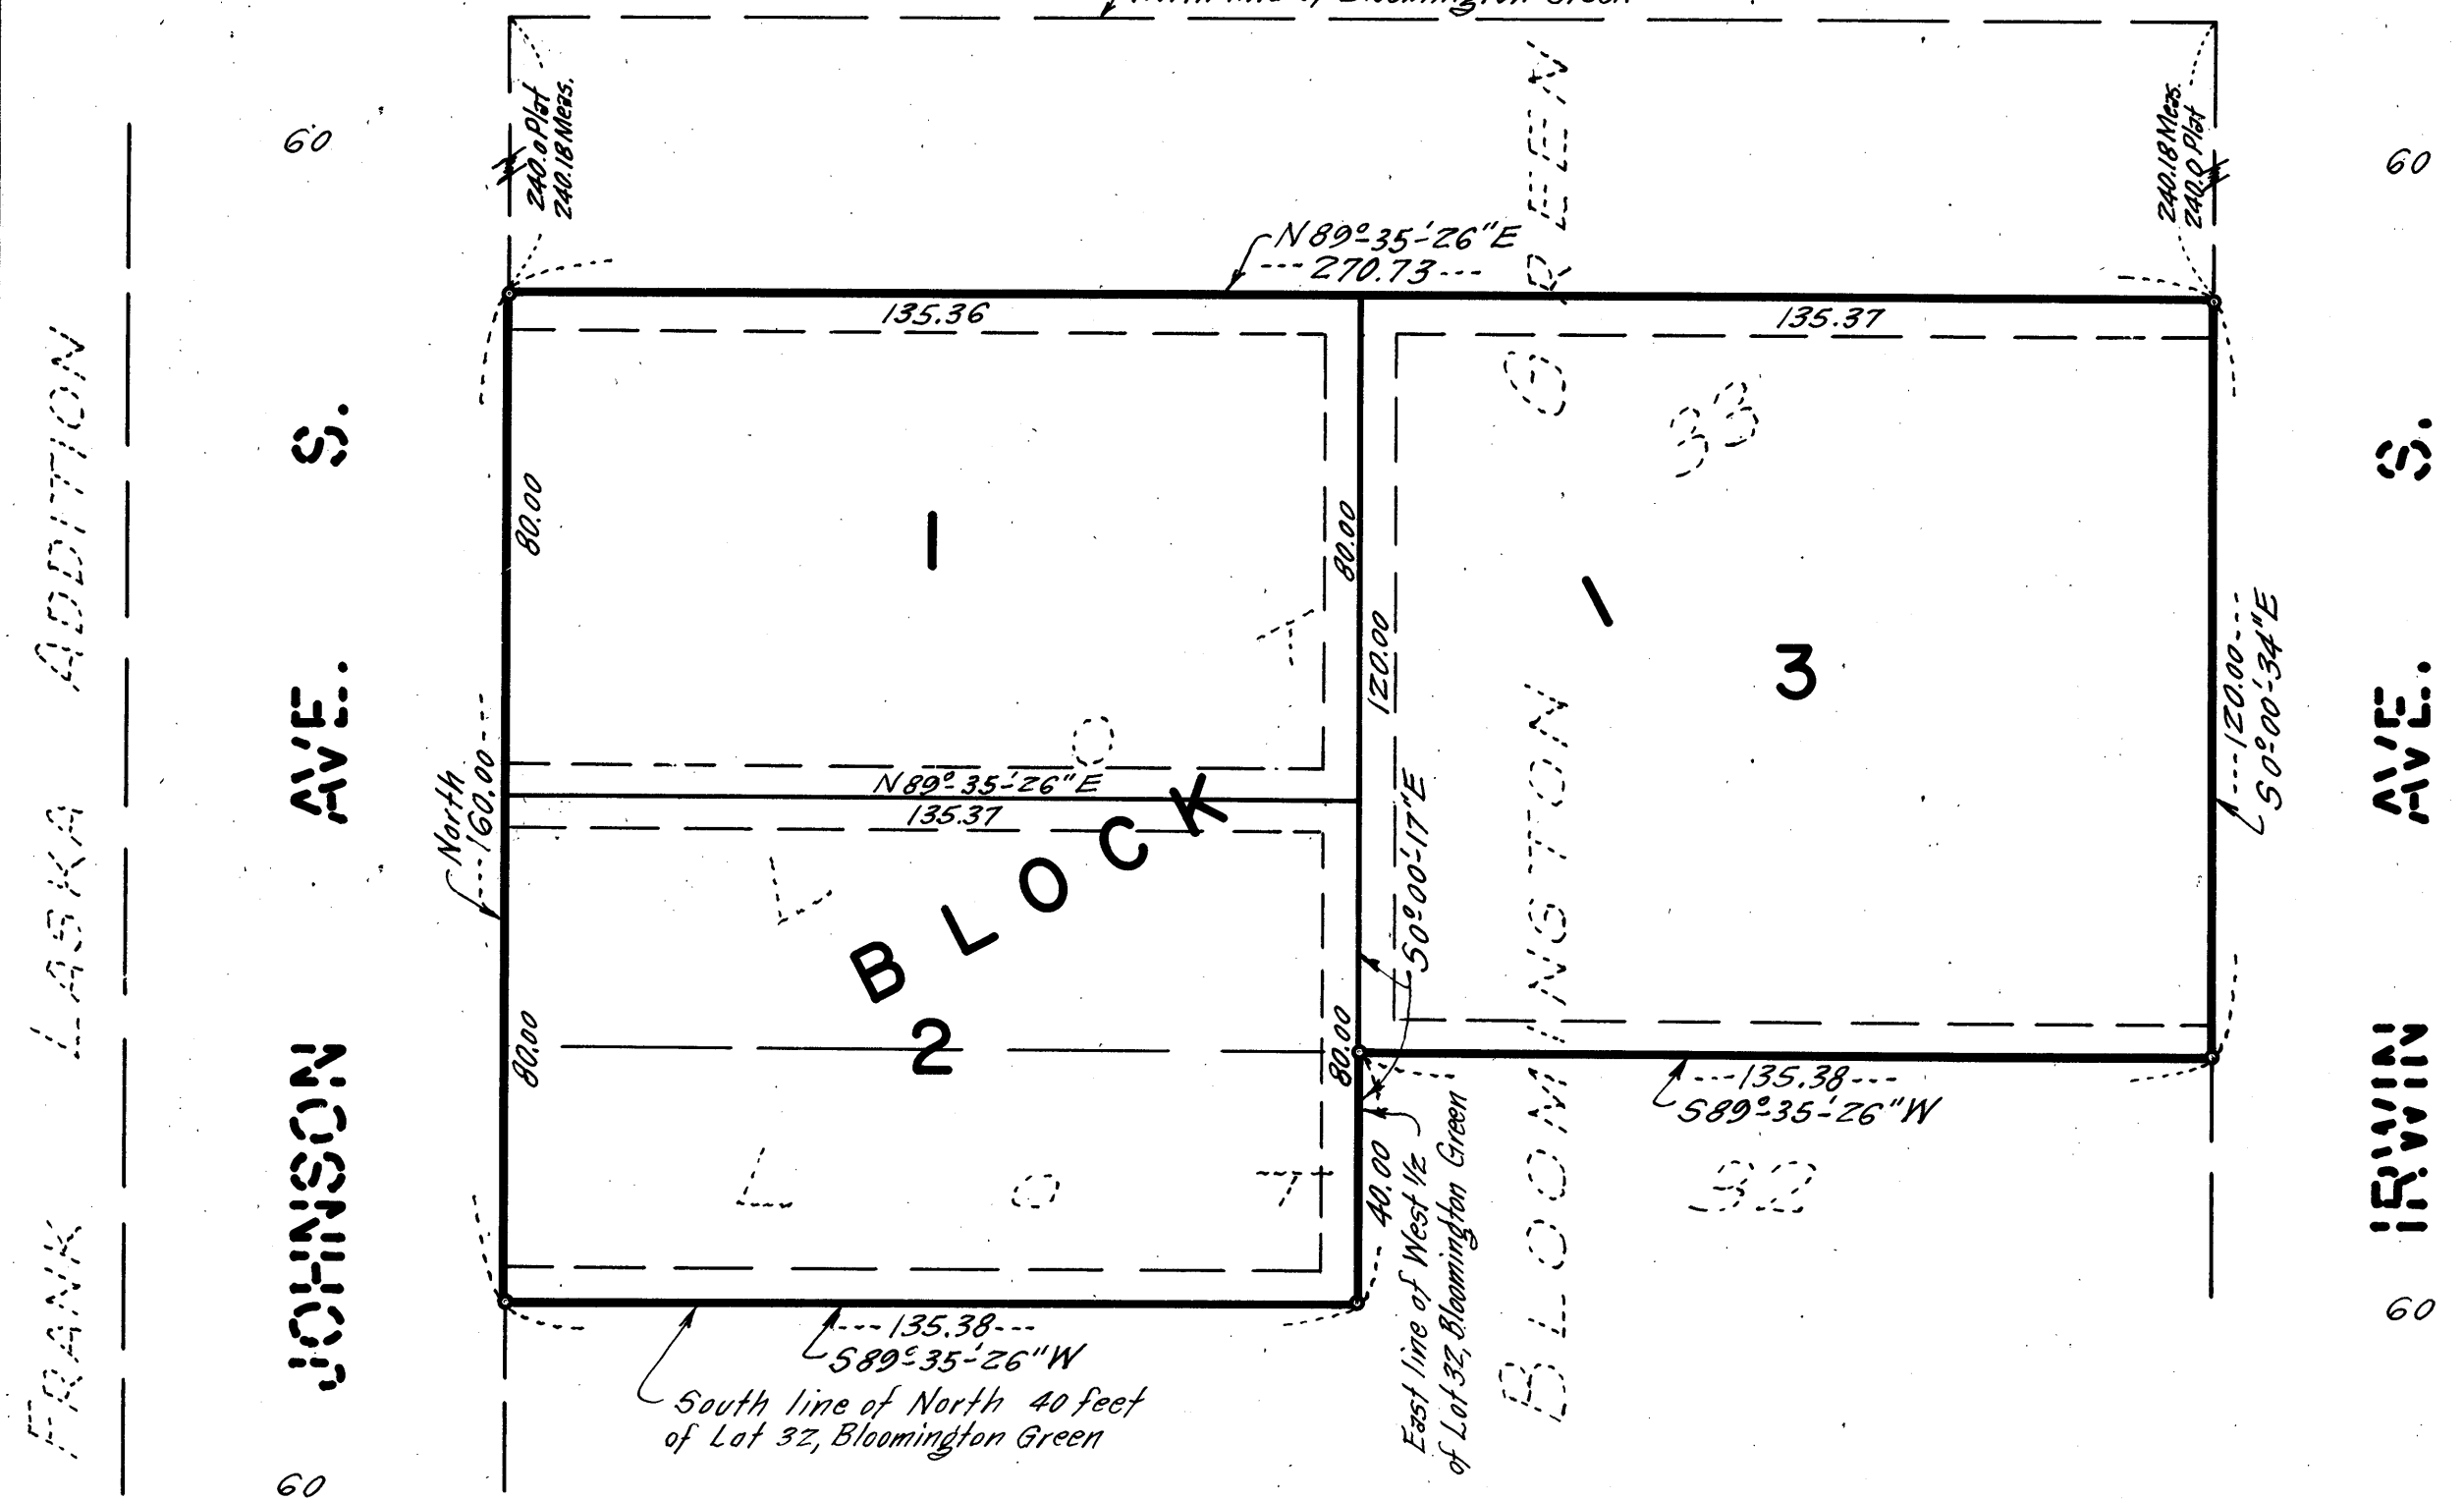 North line of Bloomington Green
240.0 Plat
240.18 Meas.
240.18 Meas.
240.0 Plat
60
60
N89°-35'-26"E
---270.73---
135.36
135.37
80.00
80.00
1
33
120.00
3
---120.00---
S0°-00'-34"E
North
---160.00---
N89°-35'-26"E
135.37
LOT
BLOCK 1
S0°-00'-17"E
80.00
2
80.00
---135.38---
S89°-35'-26"W
LOT 32
40.00
East line of West 1/2
of Lot 32, Bloomington Green
---135.38---
S89°-35'-26"W
South line of North 40 feet
of Lot 32, Bloomington Green
FRANK LASKA ADDITION
JOHNSON AVE. S.
BLOOMINGTON GREEN
IRWIN AVE. S.
60
60